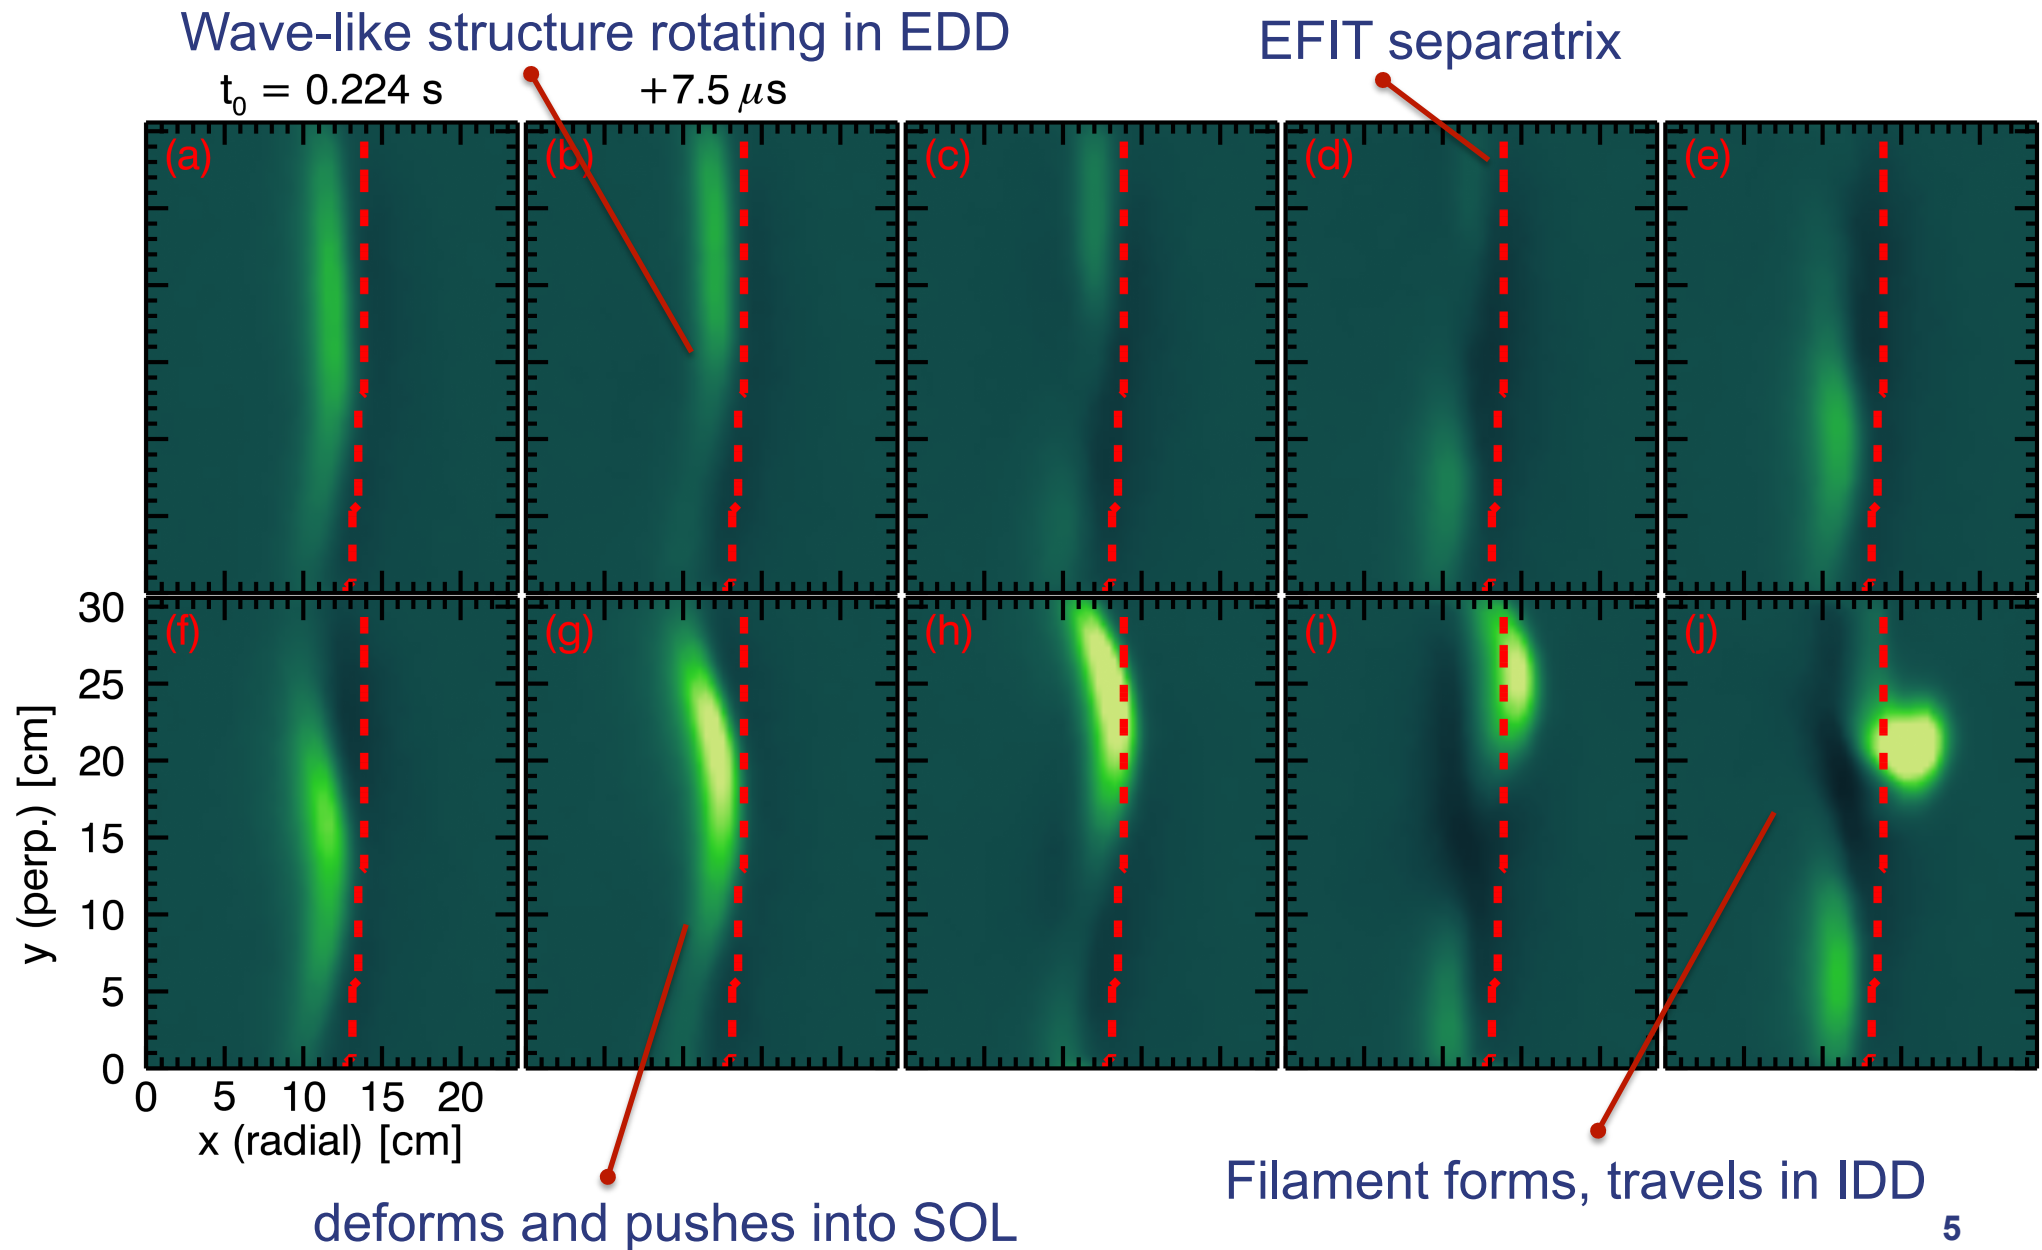 Wave-like structure rotating in EDD
EFIT separatrix
t0 = 0.224 s
+7.5 μs
(a)
(b)
(c)
(d)
(e)
(f)
(g)
(h)
(i)
(j)
30
25
20
15
10
5
0
y (perp.) [cm]
0 5 10 15 20
x (radial) [cm]
Filament forms, travels in IDD
deforms and pushes into SOL
5